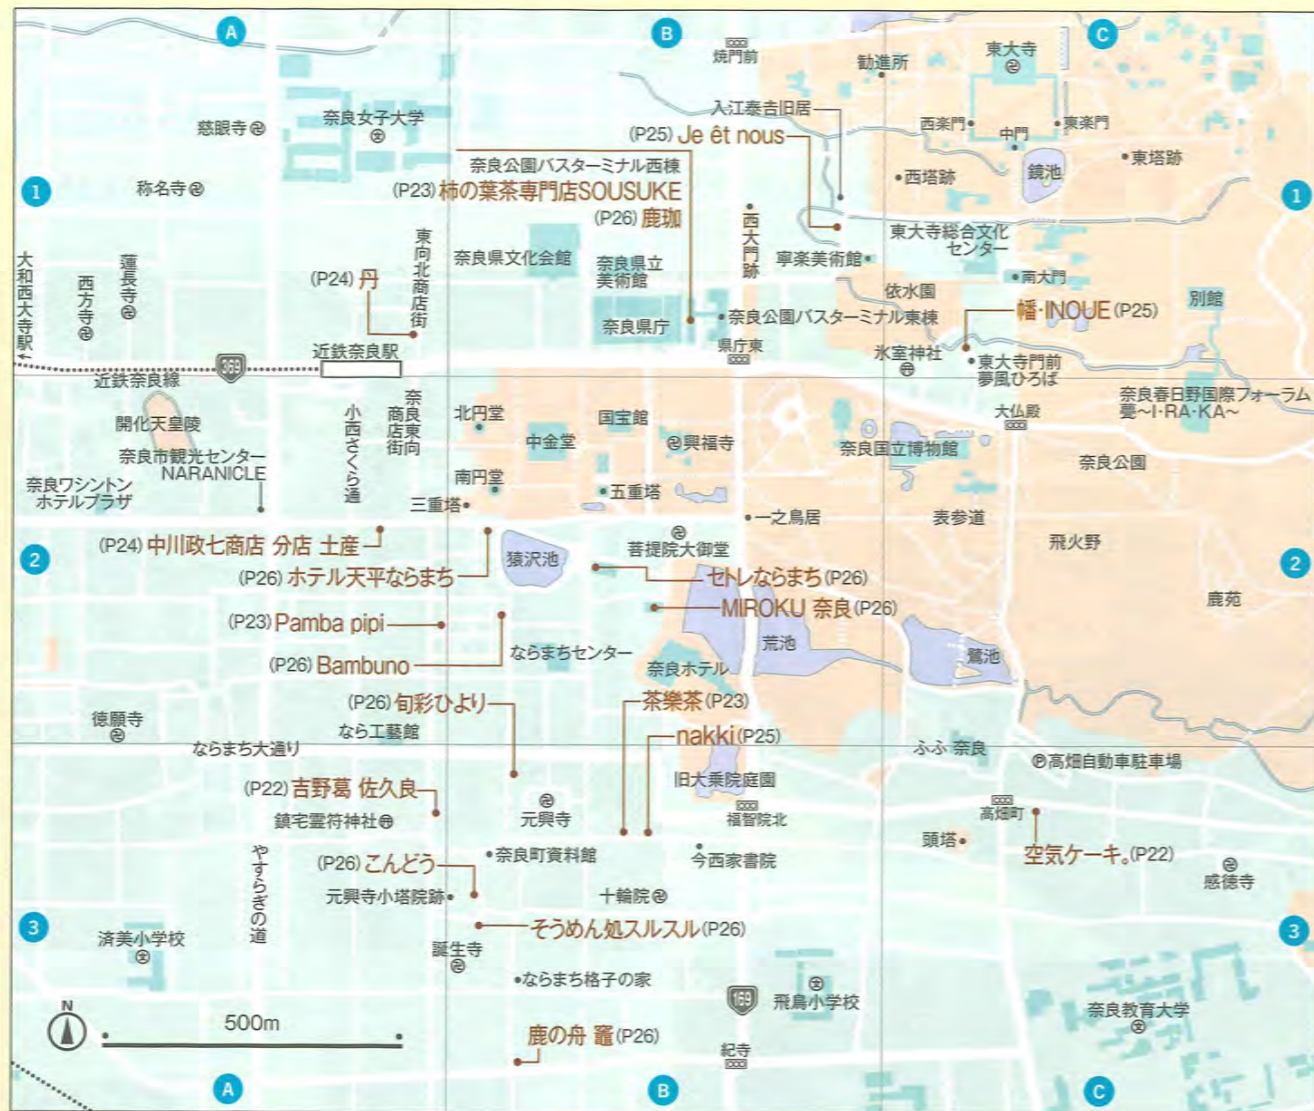 A
B
C
焼門前
勧進所
東大寺
奈良女子大学
慈眼寺
入江泰𠮷旧居
(P25) Je êt nous
西楽門
中門
東楽門
奈良公園バスターミナル西棟
(P23) 柿の葉茶専門店SOUSUKE
(P26) 鹿珈
東塔跡
西塔跡
鏡池
称名寺
1
1
西大門跡
東大寺総合文化
センター
東向北商店街
奈良県文化会館
奈良県立
美術館
寧楽美術館
南大門
大和西大寺駅←
西方寺
蓮長寺
(P24) 丹
依水園
別館
幡・INOUE (P25)
奈良県庁
奈良公園バスターミナル東棟
県庁東
氷室神社
東大寺門前
夢風ひろば
近鉄奈良駅
369
近鉄奈良線
奈良春日野国際フォーラム
甍〜I・RA・KA〜
開化天皇陵
小西さくら通
奈良東向
商店街
北円堂
中金堂
国宝館
興福寺
大仏殿
奈良国立博物館
奈良公園
奈良市観光センター
NARANICLE
奈良ワシントン
ホテルプラザ
南円堂
三重塔
五重塔
一之鳥居
表参道
飛火野
2
2
(P24) 中川政七商店 分店 土産
猿沢池
菩提院大御堂
(P26) ホテル天平ならまち
セトレならまち(P26)
MIROKU 奈良(P26)
鹿苑
(P23) Pamba pipi
(P26) Bambuno
ならまちセンター
奈良ホテル
荒池
鷺池
(P26) 旬彩ひより
茶樂茶(P23)
徳願寺
なら工藝館
nakki(P25)
ならまち大通り
ふふ 奈良
高畑自動車駐車場
(P22) 吉野葛 佐久良
旧大乗院庭園
元興寺
鎮宅霊符神社
福智院北
高畑町
頭塔
空気ケーキ。(P22)
やすらぎの道
(P26) こんどう
奈良町資料館
今西家書院
感徳寺
元興寺小塔院跡
十輪院
3
3
済美小学校
そうめん処スルスル(P26)
誕生寺
ならまち格子の家
169
飛鳥小学校
奈良教育大学
N
500m
鹿の舟 竈(P26)
紀寺
A
B
C